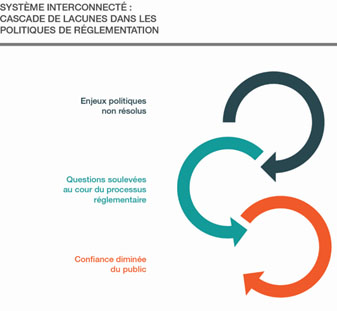 SYSTÈME INTERCONNECTÉ :
CASCADE DE LACUNES DANS LES
POLITIQUES DE RÉGLEMENTATION
Enjeux politiques
non résolus
Questions soulevées
au cour du processus
réglementaire
Confiance diminée
du public